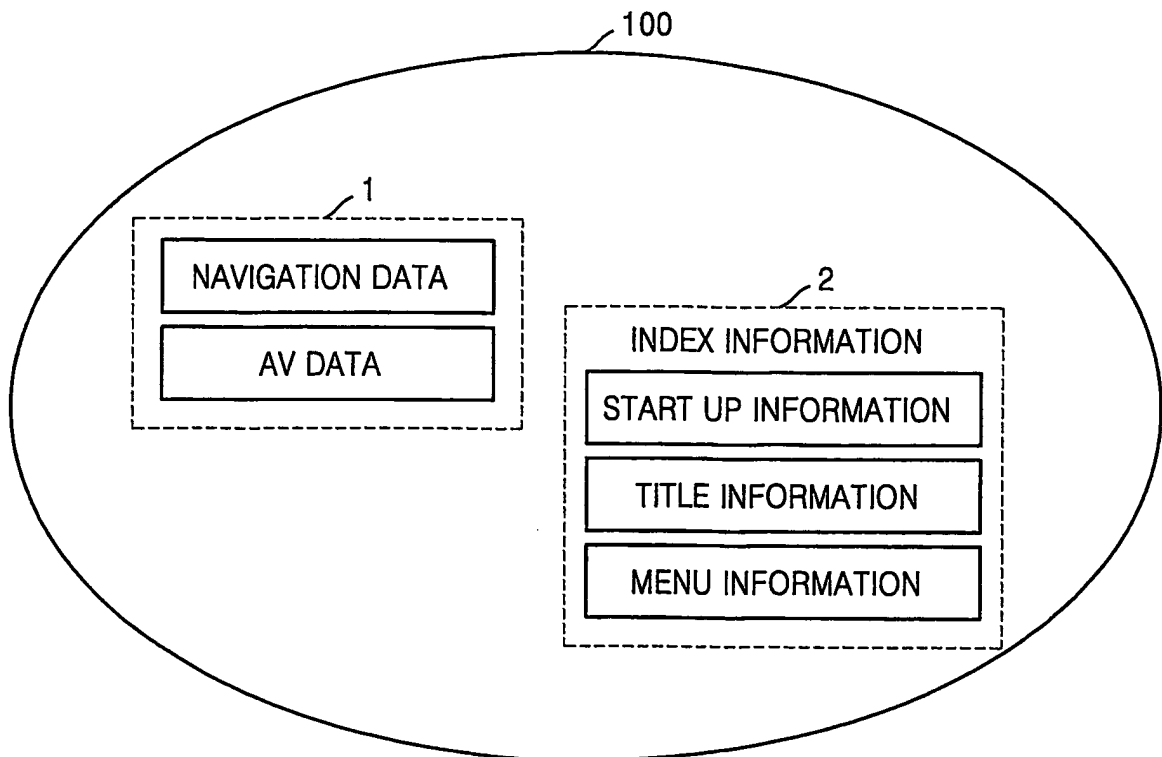 100
1
NAVIGATION DATA
AV DATA
2
INDEX INFORMATION
START UP INFORMATION
TITLE INFORMATION
MENU INFORMATION